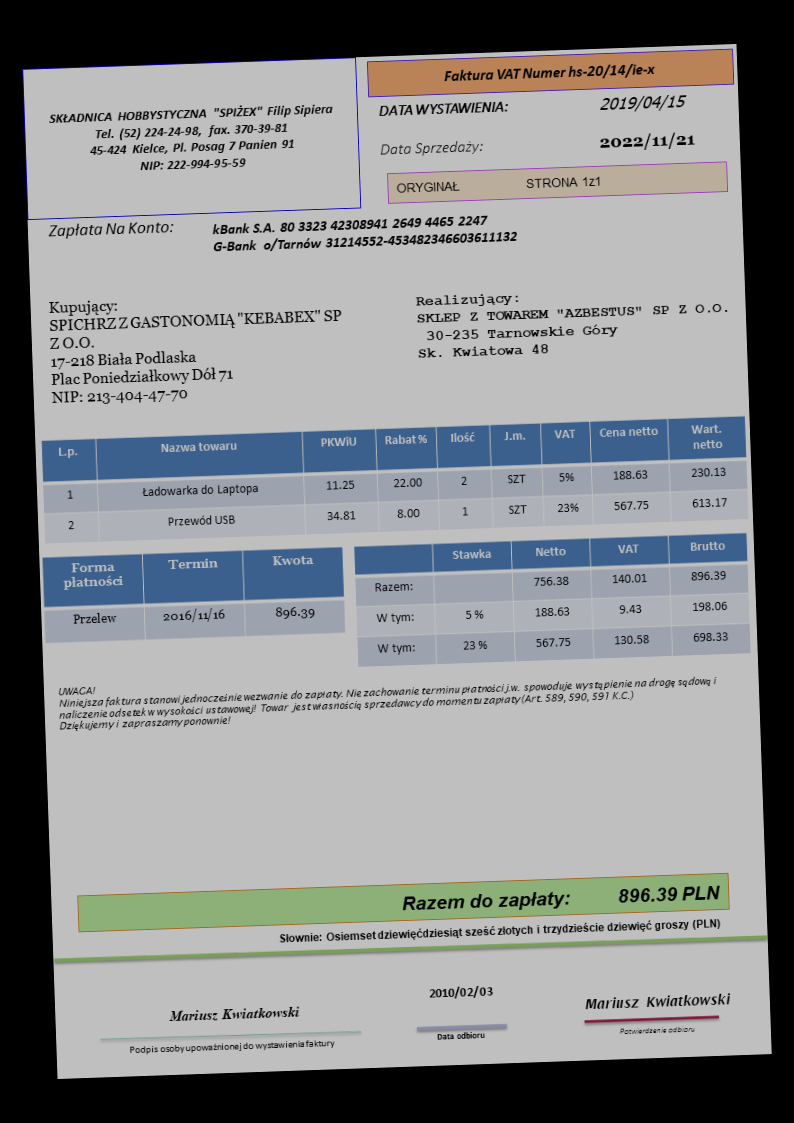 SKŁADNICA HOBBYSTYCZNA "SPIŻEX" Filip Sipiera
Tel. (52) 224-24-98, fax. 370-39-81
45-424 Kielce, Pl. Posag 7 Panien 91
NIP: 222-994-95-59
Faktura VAT Numer hs-20/14/ie-x
DATA WYSTAWIENIA: 2019/04/15
Data Sprzedaży: 2022/11/21
ORYGINAŁ STRONA 1z1
Zapłata Na Konto: kBank S.A. 80 3323 42308941 2649 4465 2247
G-Bank o/Tarnów 31214552-453482346603611132
Kupujący:
SPICHRZ Z GASTONOMIĄ "KEBABEX" SP
Z O.O.
17-218 Biała Podlaska
Plac Poniedziałkowy Dół 71
NIP: 213-404-47-70
Realizujący:
SKLEP Z TOWAREM "AZBESTUS" SP Z O.O.
30-235 Tarnowskie Góry
Sk. Kwiatowa 48
L.p. Nazwa towaru PKWiU Rabat % Ilość J.m. VAT Cena netto Wart. netto
1 Ładowarka do Laptopa 11.25 22.00 2 SZT 5% 188.63 230.13
2 Przewód USB 34.81 8.00 1 SZT 23% 567.75 613.17
Forma płatności Termin Kwota
Przelew 2016/11/16 896.39
Stawka Netto VAT Brutto
Razem: 756.38 140.01 896.39
W tym: 5 % 188.63 9.43 198.06
W tym: 23 % 567.75 130.58 698.33
UWAGA!
Niniejsza faktura stanowi jednocześnie wezwanie do zapłaty. Nie zachowanie terminu płatności j.w. spowoduje wystąpienie na drogę sądową i
naliczenie odsetek w wysokości ustawowej! Towar jest własnością sprzedawcy do momentu zapłaty (Art. 589, 590, 591 K.C.)
Dziękujemy i zapraszamy ponownie!
Razem do zapłaty: 896.39 PLN
Słownie: Osiemset dziewięćdziesiąt sześć złotych i trzydzieście dziewięć groszy (PLN)
Mariusz Kwiatkowski
Podpis osoby upoważnionej do wystawienia faktury
2010/02/03
Data odbioru
Mariusz Kwiatkowski
Potwierdzenie odbioru